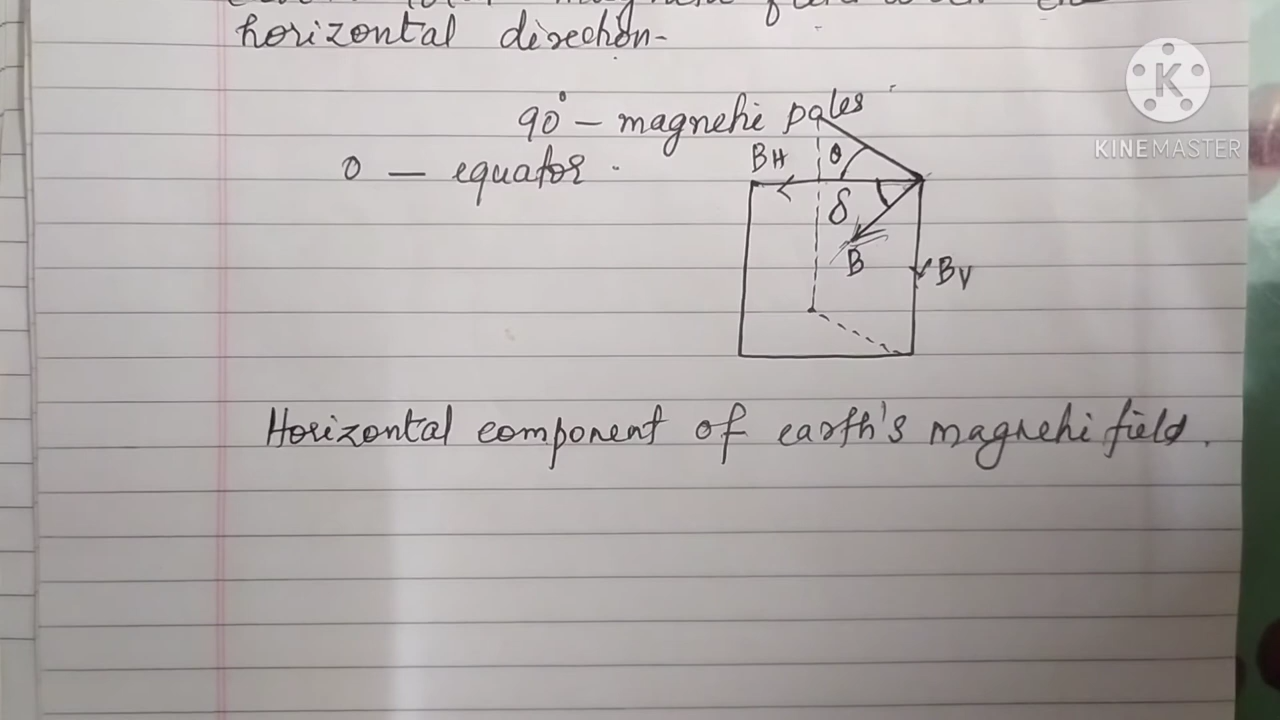 horizontal direction-
90° – magnetic poles
0 – equator .
BH
θ
δ
B
BV
Horizontal component of earth's magnetic field.
K
KINEMASTER